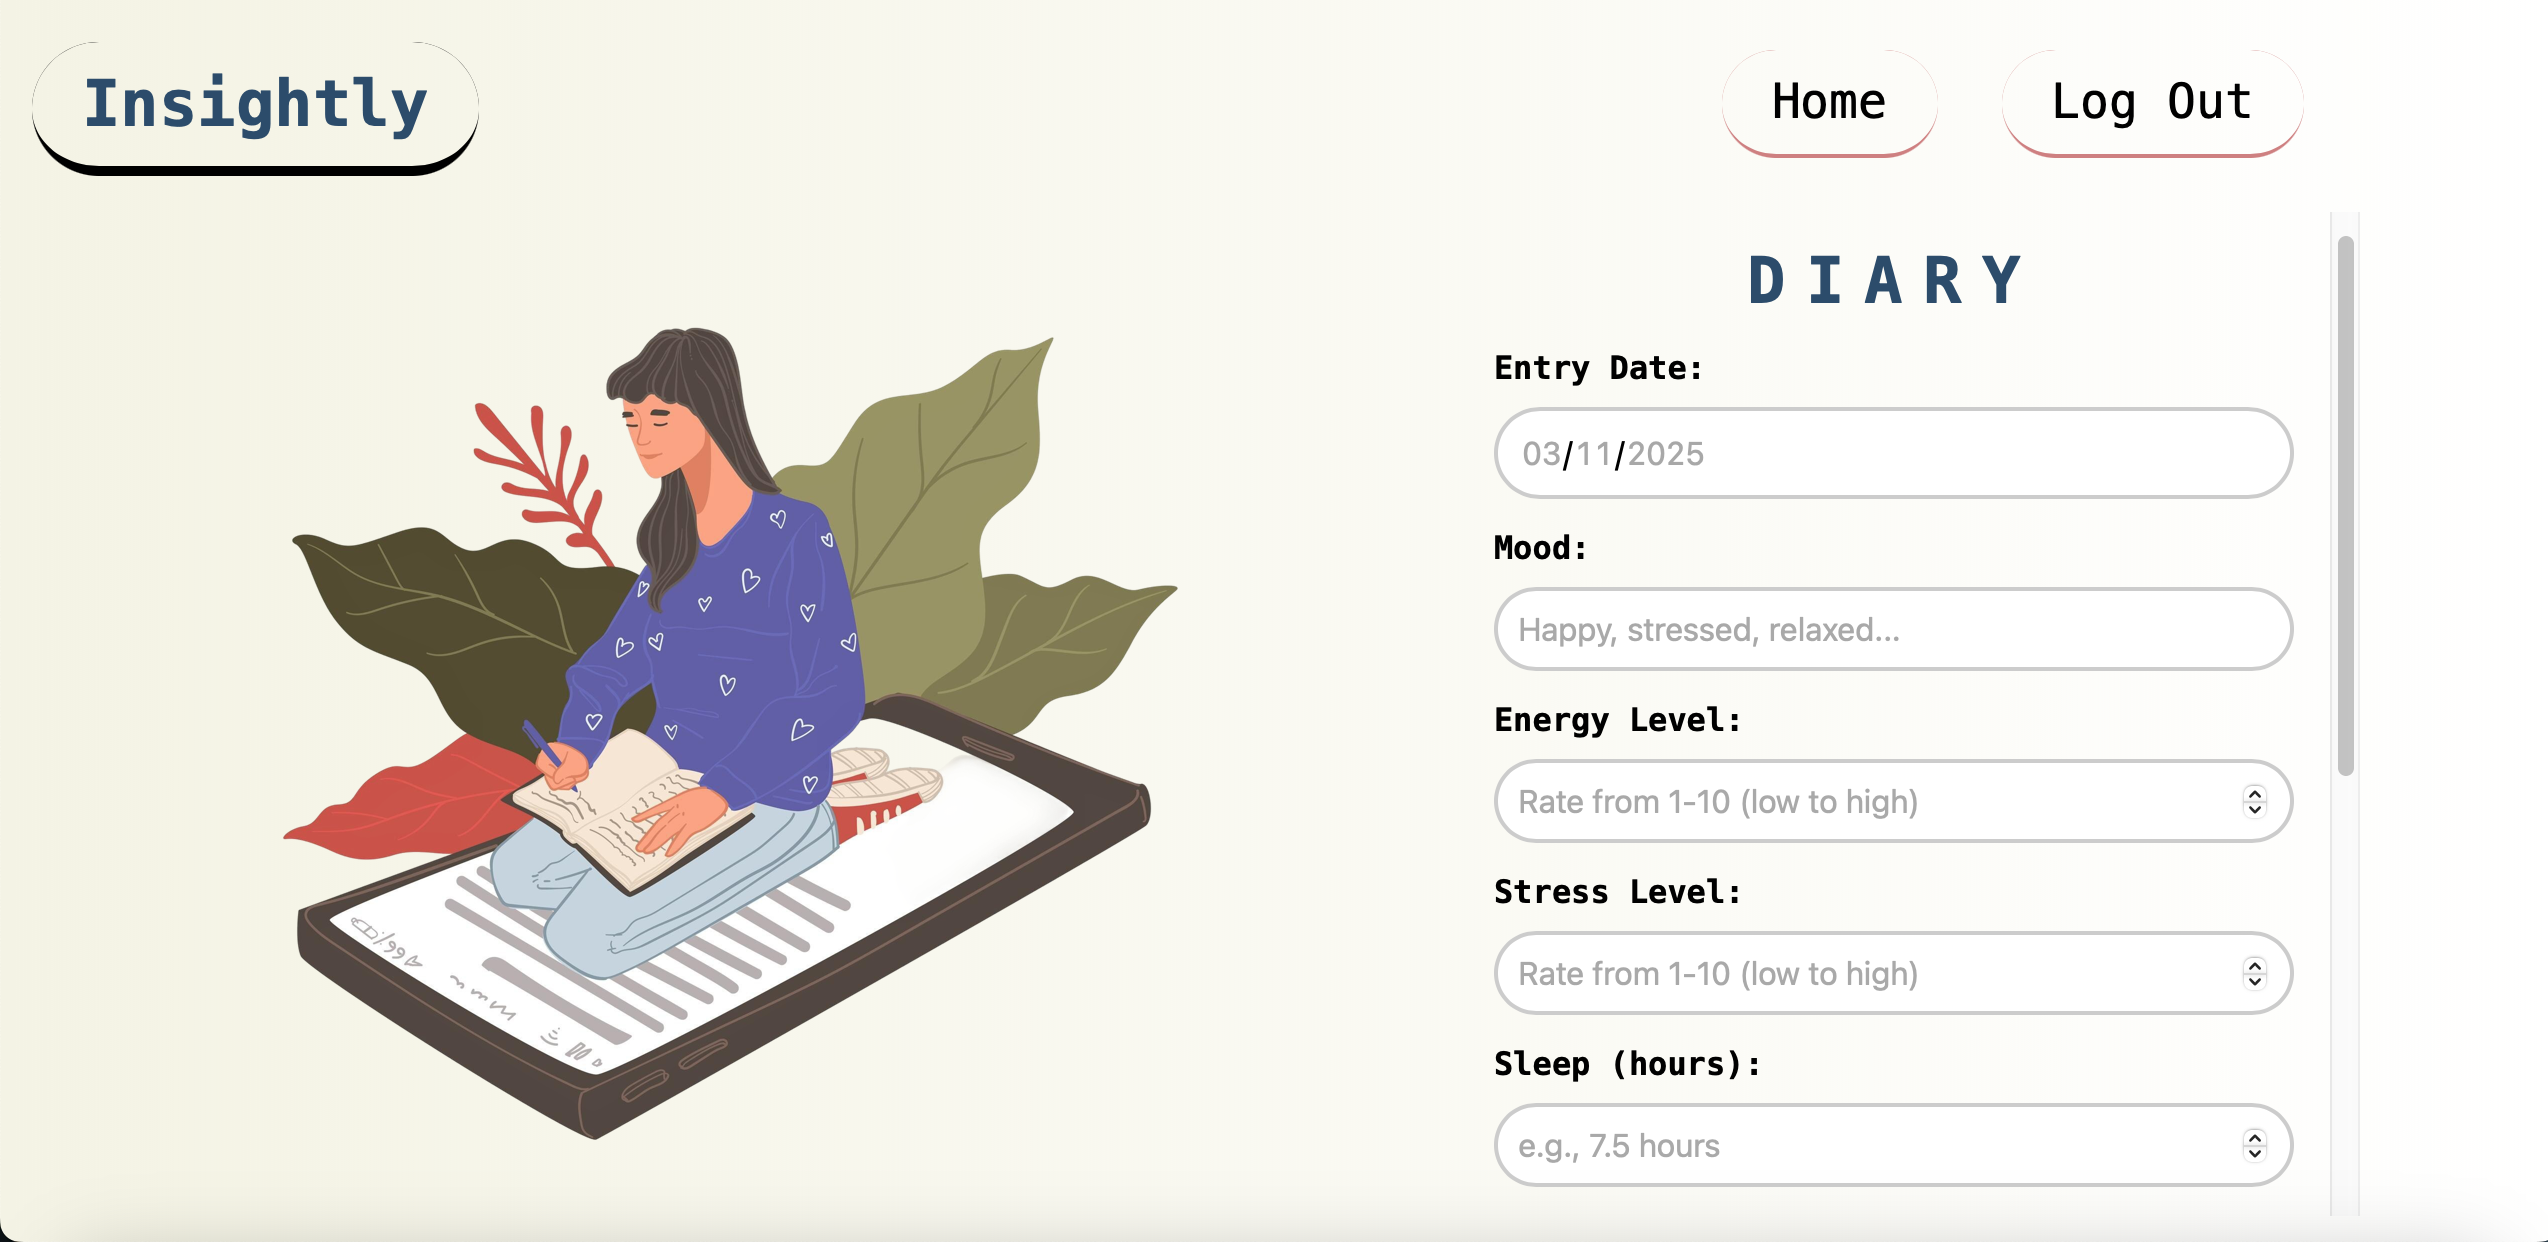 Insightly
Home
Log Out
DIARY
Entry Date:
03/11/2025
Mood:
Happy, stressed, relaxed...
Energy Level:
Rate from 1-10 (low to high)
Stress Level:
Rate from 1-10 (low to high)
Sleep (hours):
e.g., 7.5 hours